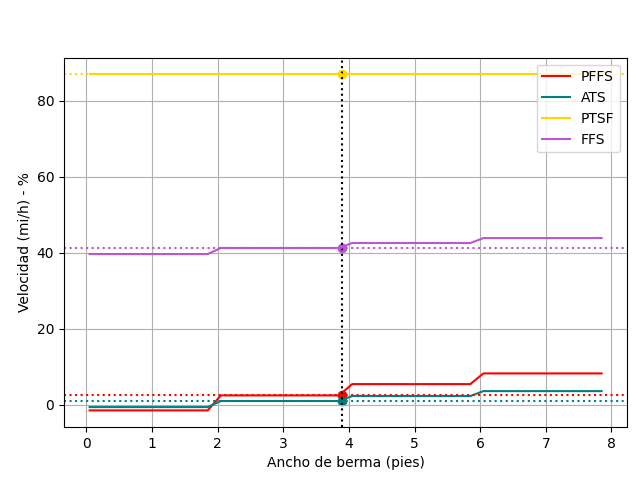 PFFS
ATS
PTSF
FFS
Velocidad (mi/h) - %
80
60
40
20
0
0 1 2 3 4 5 6 7 8
Ancho de berma (pies)